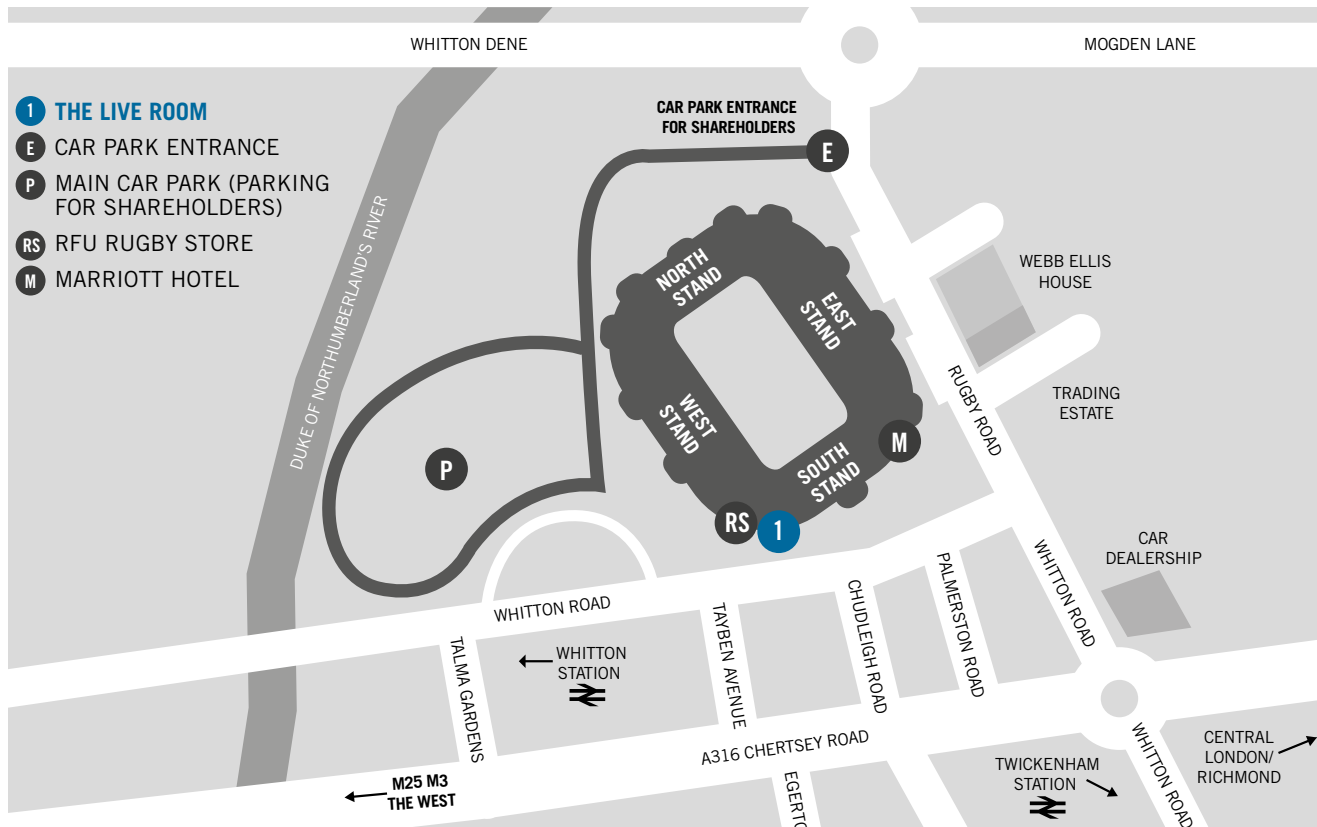 WHITTON DENE
MOGDEN LANE
1 THE LIVE ROOM
E CAR PARK ENTRANCE
P MAIN CAR PARK (PARKING
FOR SHAREHOLDERS)
RS RFU RUGBY STORE
M MARRIOTT HOTEL
CAR PARK ENTRANCE
FOR SHAREHOLDERS
E
DUKE OF NORTHUMBERLAND'S RIVER
NORTH
STAND
EAST
STAND
WEBB ELLIS
HOUSE
RUGBY ROAD
TRADING
ESTATE
WEST
STAND
SOUTH
STAND
M
P
RS
1
CAR
DEALERSHIP
WHITTON ROAD
WHITTON ROAD
TALMA GARDENS
WHITTON
STATION
TAYBEN AVENUE
CHUDLEIGH ROAD
PALMERSTON ROAD
A316 CHERTSEY ROAD
M25 M3
THE WEST
EGERTO
TWICKENHAM
STATION
WHITTON ROAD
CENTRAL
LONDON/
RICHMOND